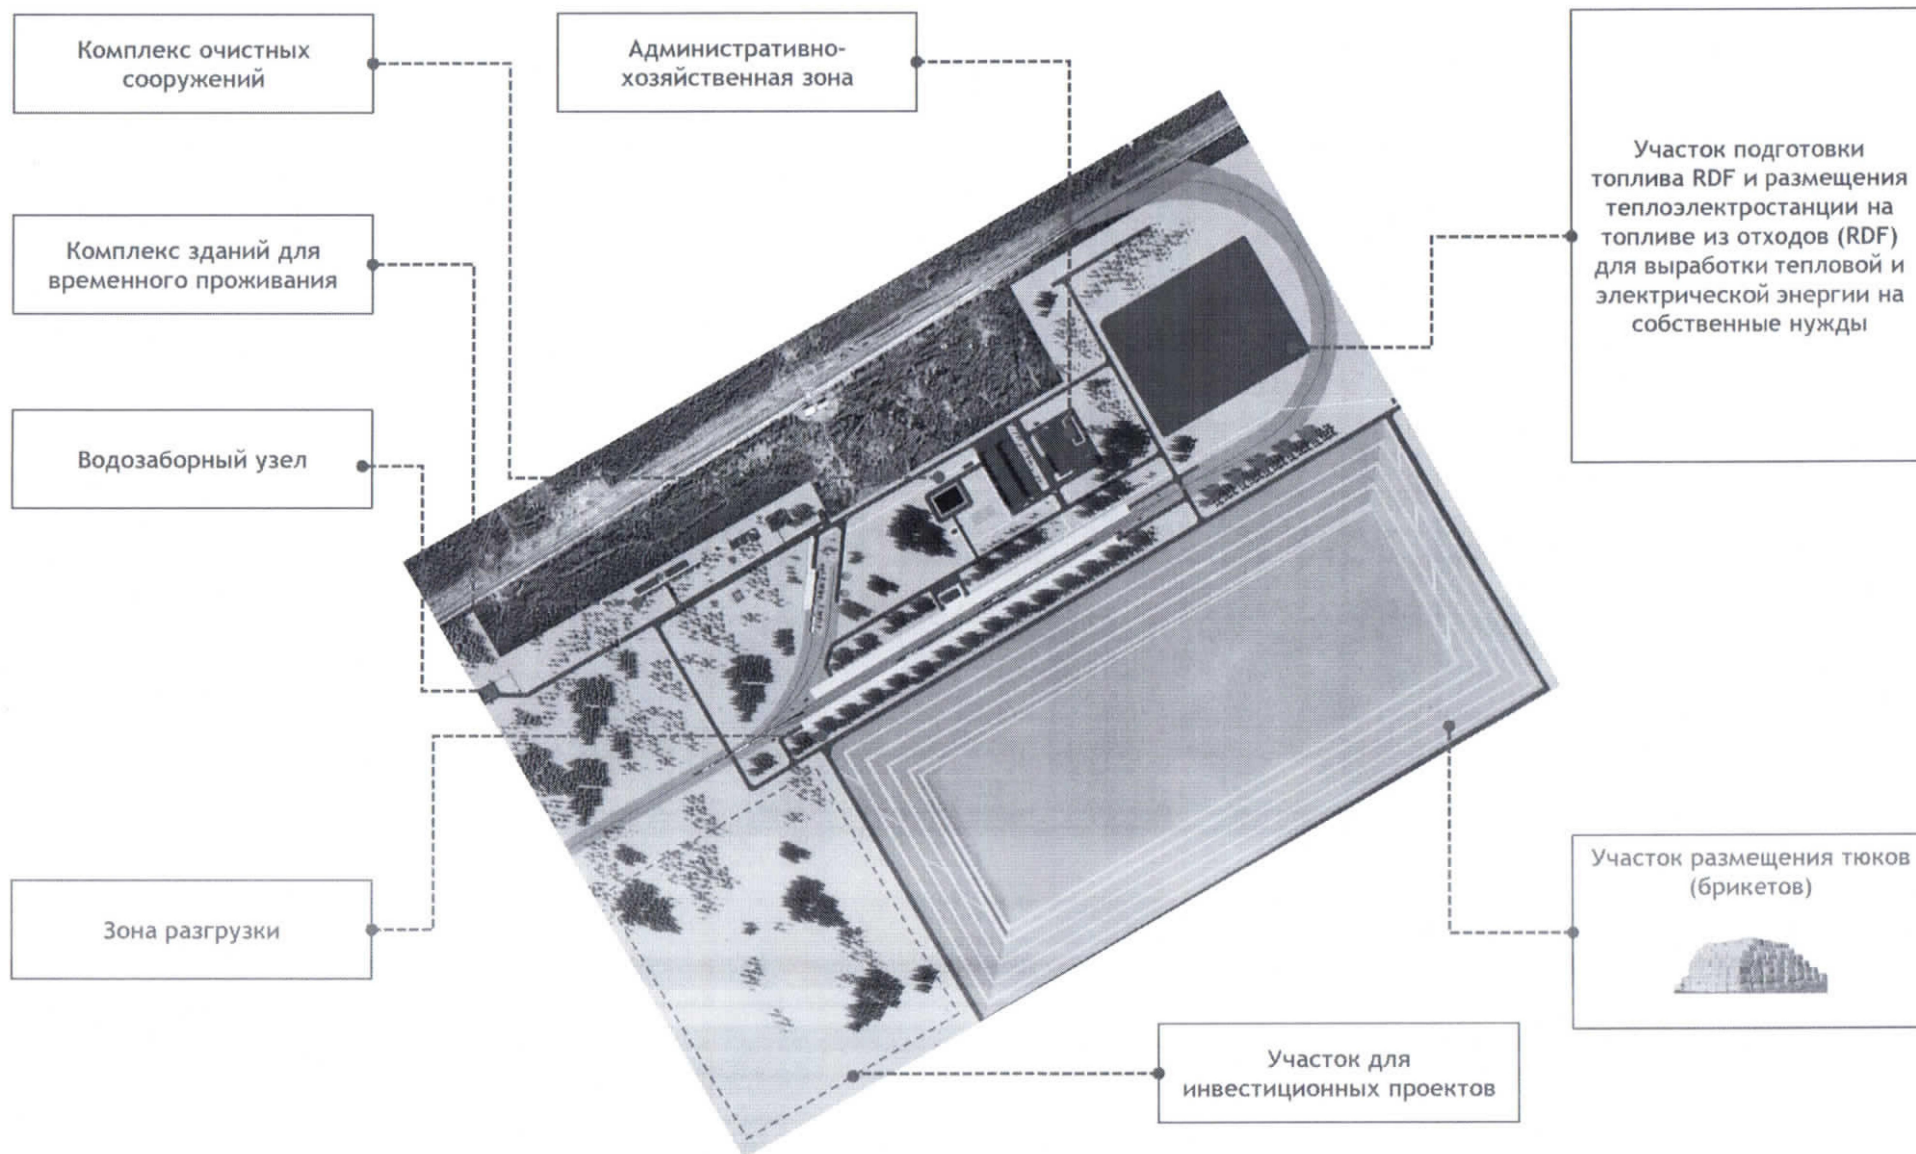 Комплекс очистных
сооружений
Административно-
хозяйственная зона
Участок подготовки
топлива RDF и размещения
теплоэлектростанции на
топливе из отходов (RDF)
для выработки тепловой и
электрической энергии на
собственные нужды
Комплекс зданий для
временного проживания
Водозаборный узел
Зона разгрузки
Участок размещения тюков
(брикетов)
Участок для
инвестиционных проектов